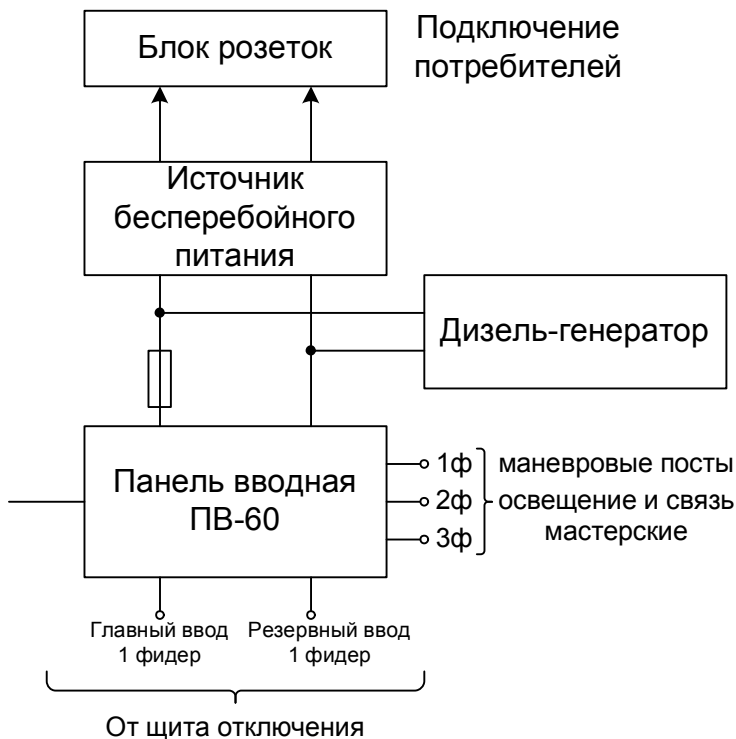 Блок розеток
Подключение
потребителей
Источник
бесперебойного
питания
Дизель-генератор
Панель вводная
ПВ-60
1ф
2ф
3ф
маневровые посты
освещение и связь
мастерские
Главный ввод
1 фидер
Резервный ввод
1 фидер
От щита отключения